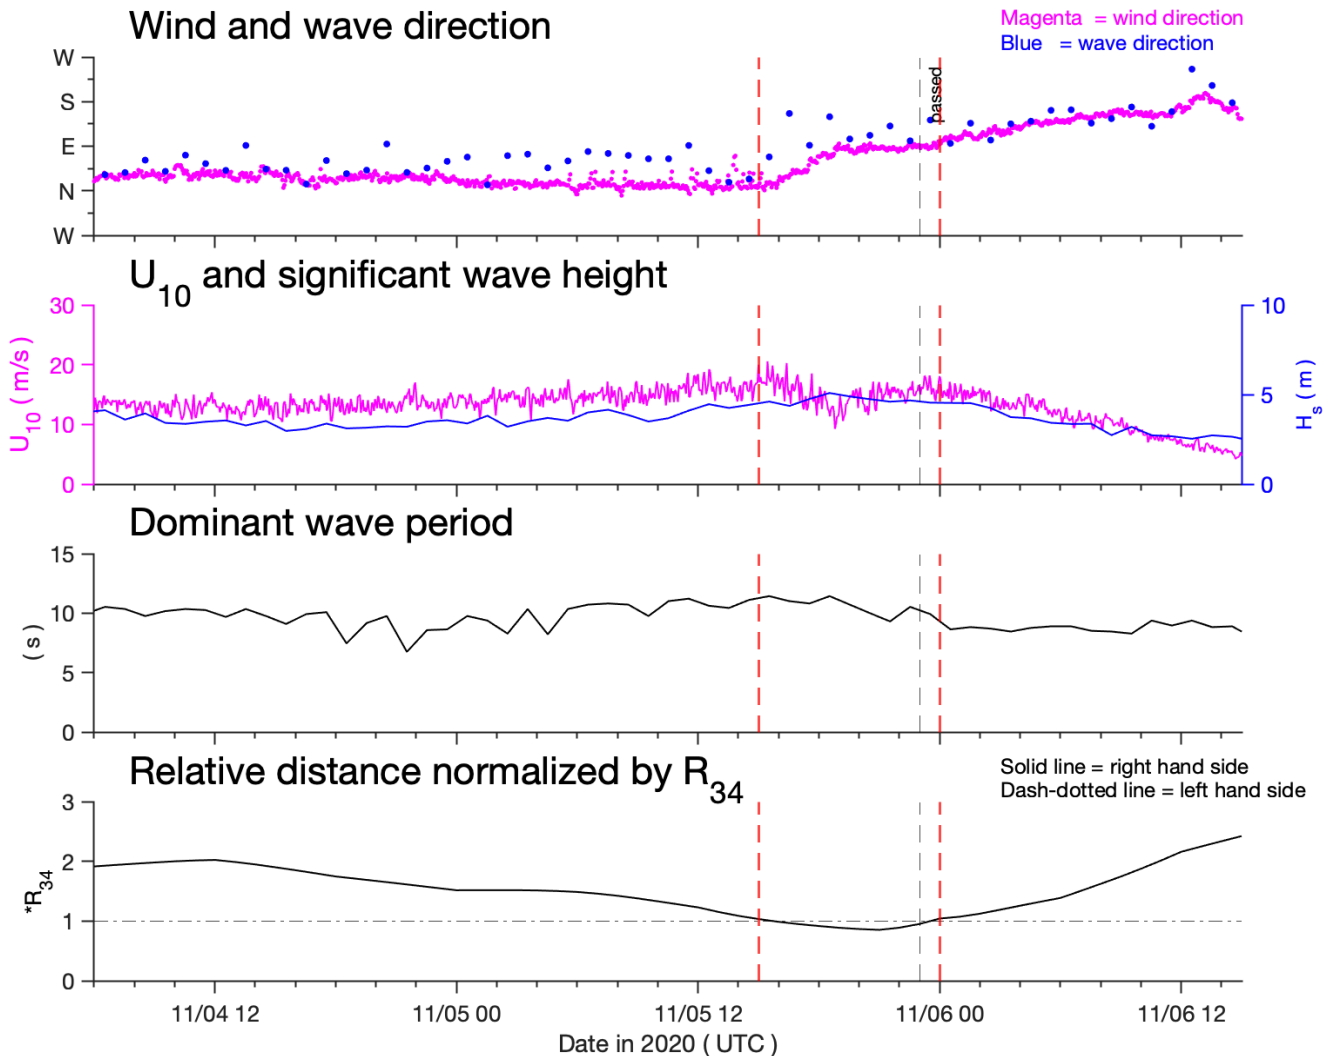 Wind and wave direction
Magenta = wind direction
Blue = wave direction
W
S
E
N
W
passed
U10 and significant wave height
30
20
10
0
U10 ( m/s )
10
5
0
Hs ( m )
Dominant wave period
15
10
5
0
( s )
Relative distance normalized by R34
Solid line = right hand side
Dash-dotted line = left hand side
3
2
1
0
*R34
11/04 12
11/05 00
11/05 12
11/06 00
11/06 12
Date in 2020 ( UTC )